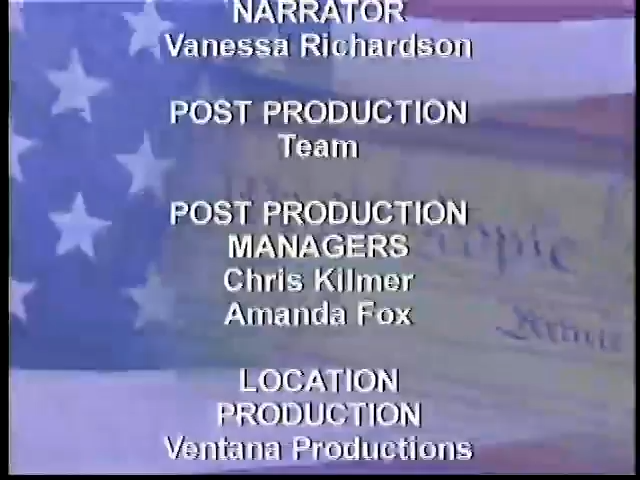 NARRATOR
Vanessa Richardson
POST PRODUCTION
Team
POST PRODUCTION
MANAGERS
Chris Kilmer
Amanda Fox
LOCATION
PRODUCTION
Ventana Productions